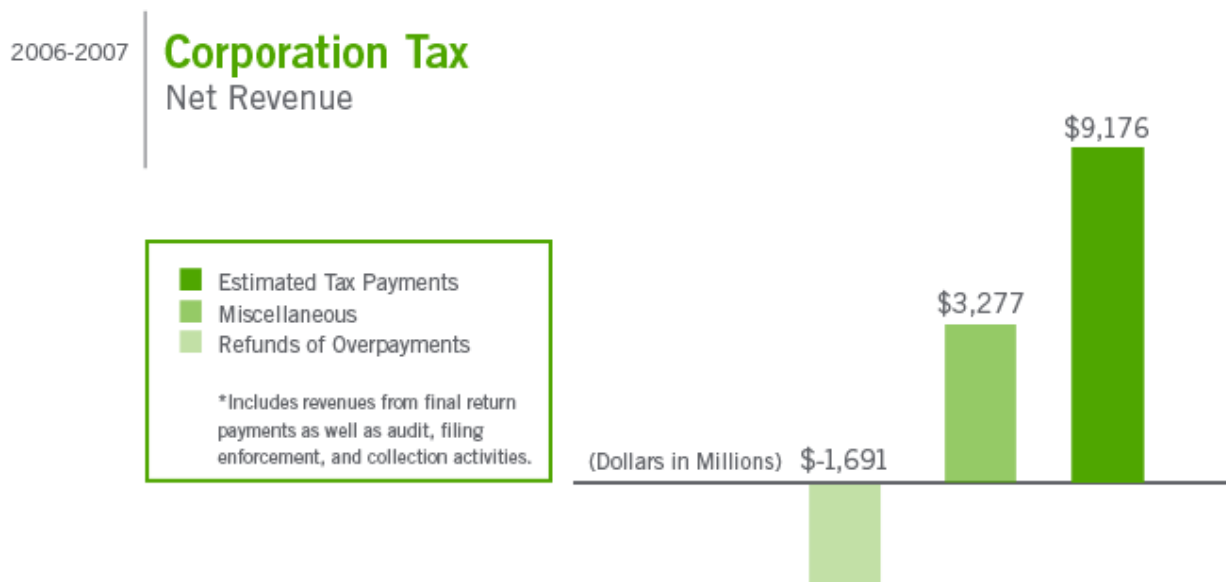 2006-2007
Corporation Tax
Net Revenue
$9,176
Estimated Tax Payments
Miscellaneous
Refunds of Overpayments
$3,277
*Includes revenues from final return
payments as well as audit, filing
enforcement, and collection activities.
(Dollars in Millions) $-1,691